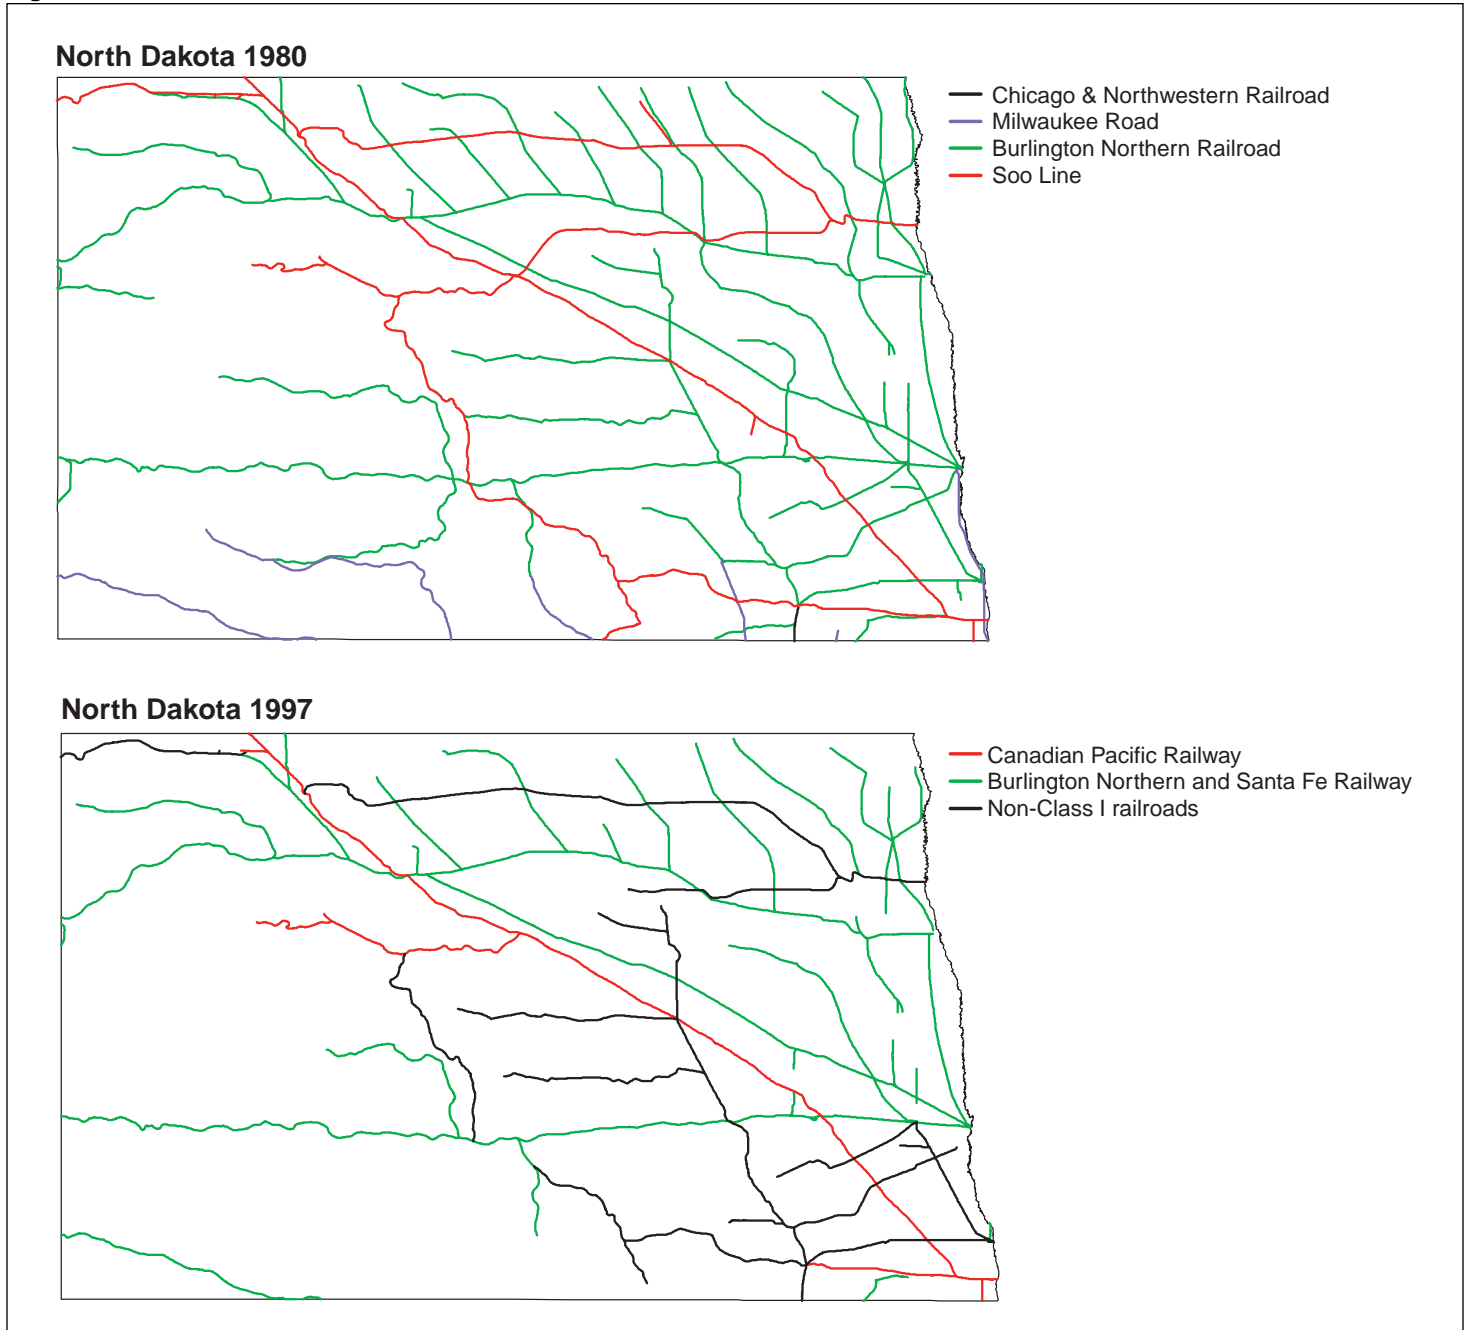 North Dakota 1980
Chicago & Northwestern Railroad
Milwaukee Road
Burlington Northern Railroad
Soo Line
North Dakota 1997
Canadian Pacific Railway
Burlington Northern and Santa Fe Railway
Non-Class I railroads